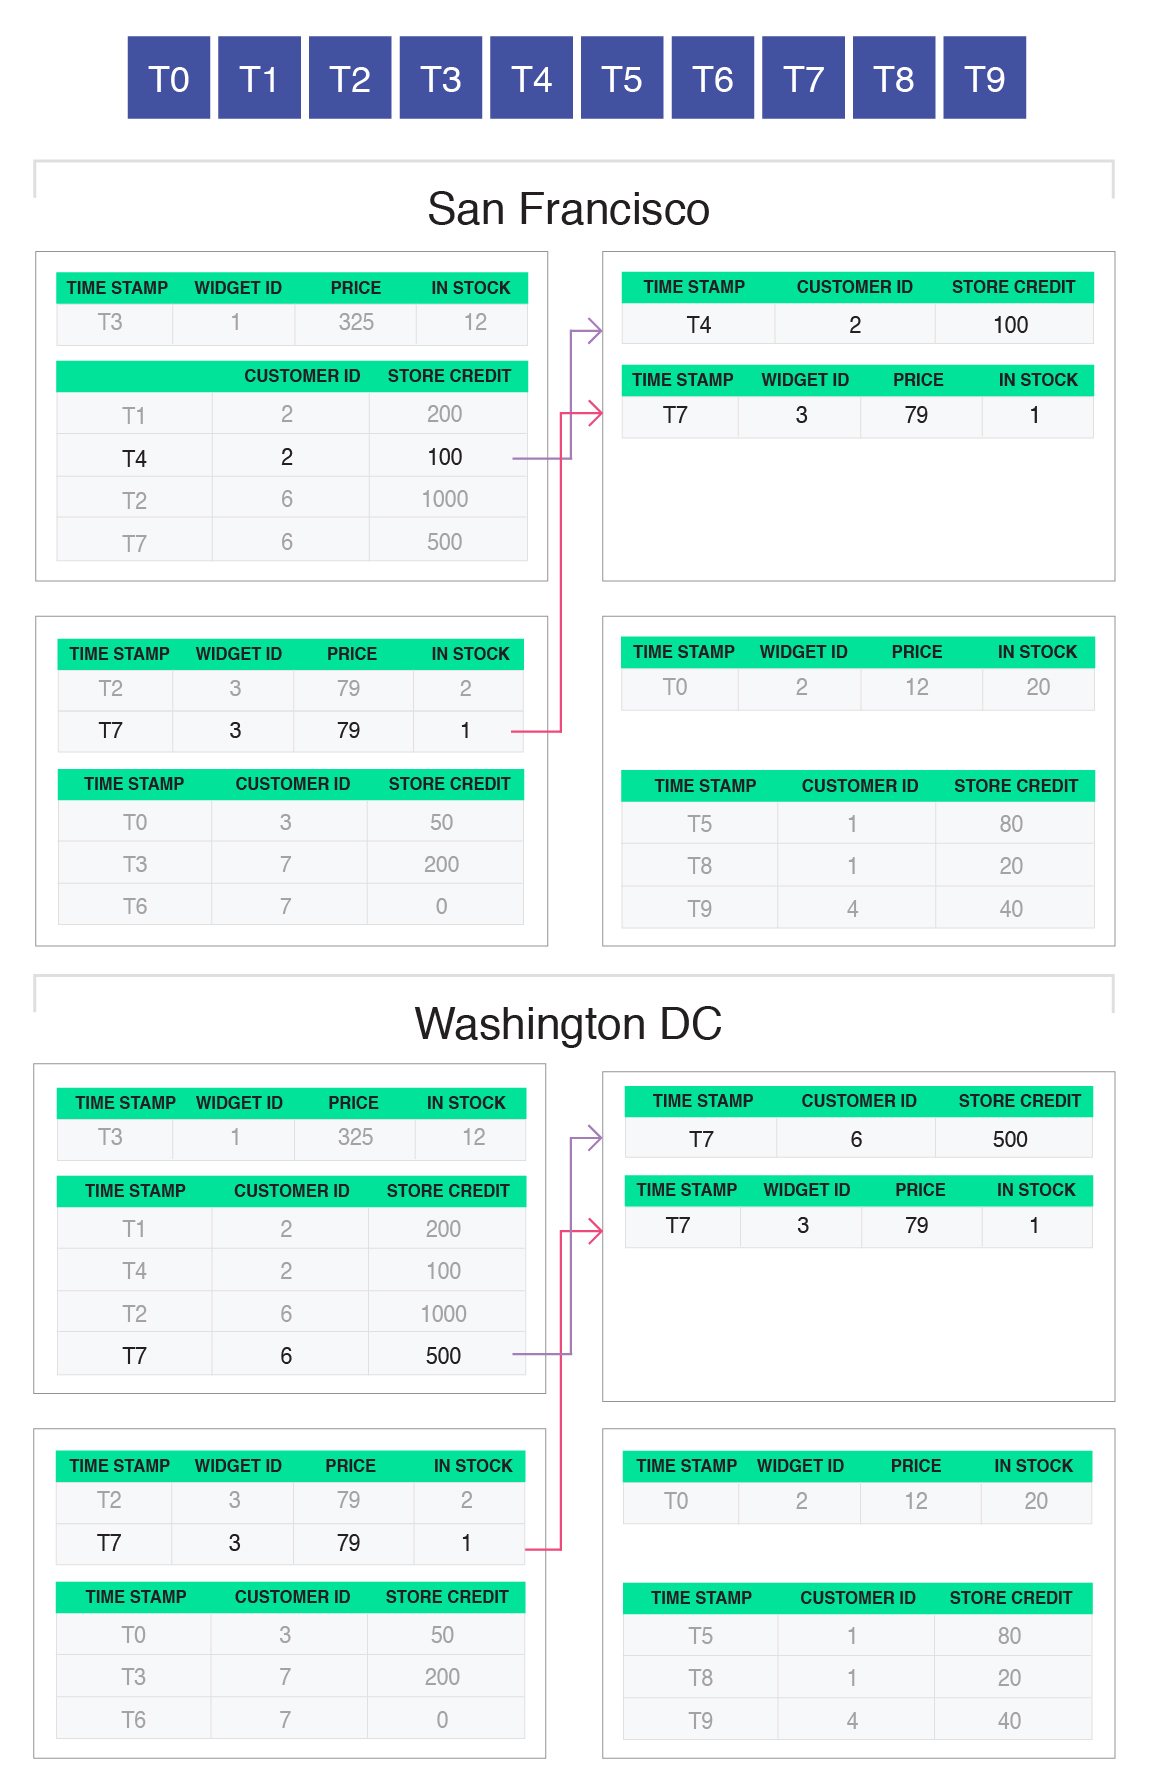 T0 T1 T2 T3 T4 T5 T6 T7 T8 T9
San Francisco
TIME STAMP WIDGET ID PRICE IN STOCK
T3 1 325 12
CUSTOMER ID STORE CREDIT
T1 2 200
T4 2 100
T2 6 1000
T7 6 500
TIME STAMP CUSTOMER ID STORE CREDIT
T4 2 100
TIME STAMP WIDGET ID PRICE IN STOCK
T7 3 79 1
TIME STAMP WIDGET ID PRICE IN STOCK
T2 3 79 2
T7 3 79 1
TIME STAMP CUSTOMER ID STORE CREDIT
T0 3 50
T3 7 200
T6 7 0
TIME STAMP WIDGET ID PRICE IN STOCK
T0 2 12 20
TIME STAMP CUSTOMER ID STORE CREDIT
T5 1 80
T8 1 20
T9 4 40
Washington DC
TIME STAMP WIDGET ID PRICE IN STOCK
T3 1 325 12
TIME STAMP CUSTOMER ID STORE CREDIT
T1 2 200
T4 2 100
T2 6 1000
T7 6 500
TIME STAMP CUSTOMER ID STORE CREDIT
T7 6 500
TIME STAMP WIDGET ID PRICE IN STOCK
T7 3 79 1
TIME STAMP WIDGET ID PRICE IN STOCK
T2 3 79 2
T7 3 79 1
TIME STAMP CUSTOMER ID STORE CREDIT
T0 3 50
T3 7 200
T6 7 0
TIME STAMP WIDGET ID PRICE IN STOCK
T0 2 12 20
TIME STAMP CUSTOMER ID STORE CREDIT
T5 1 80
T8 1 20
T9 4 40